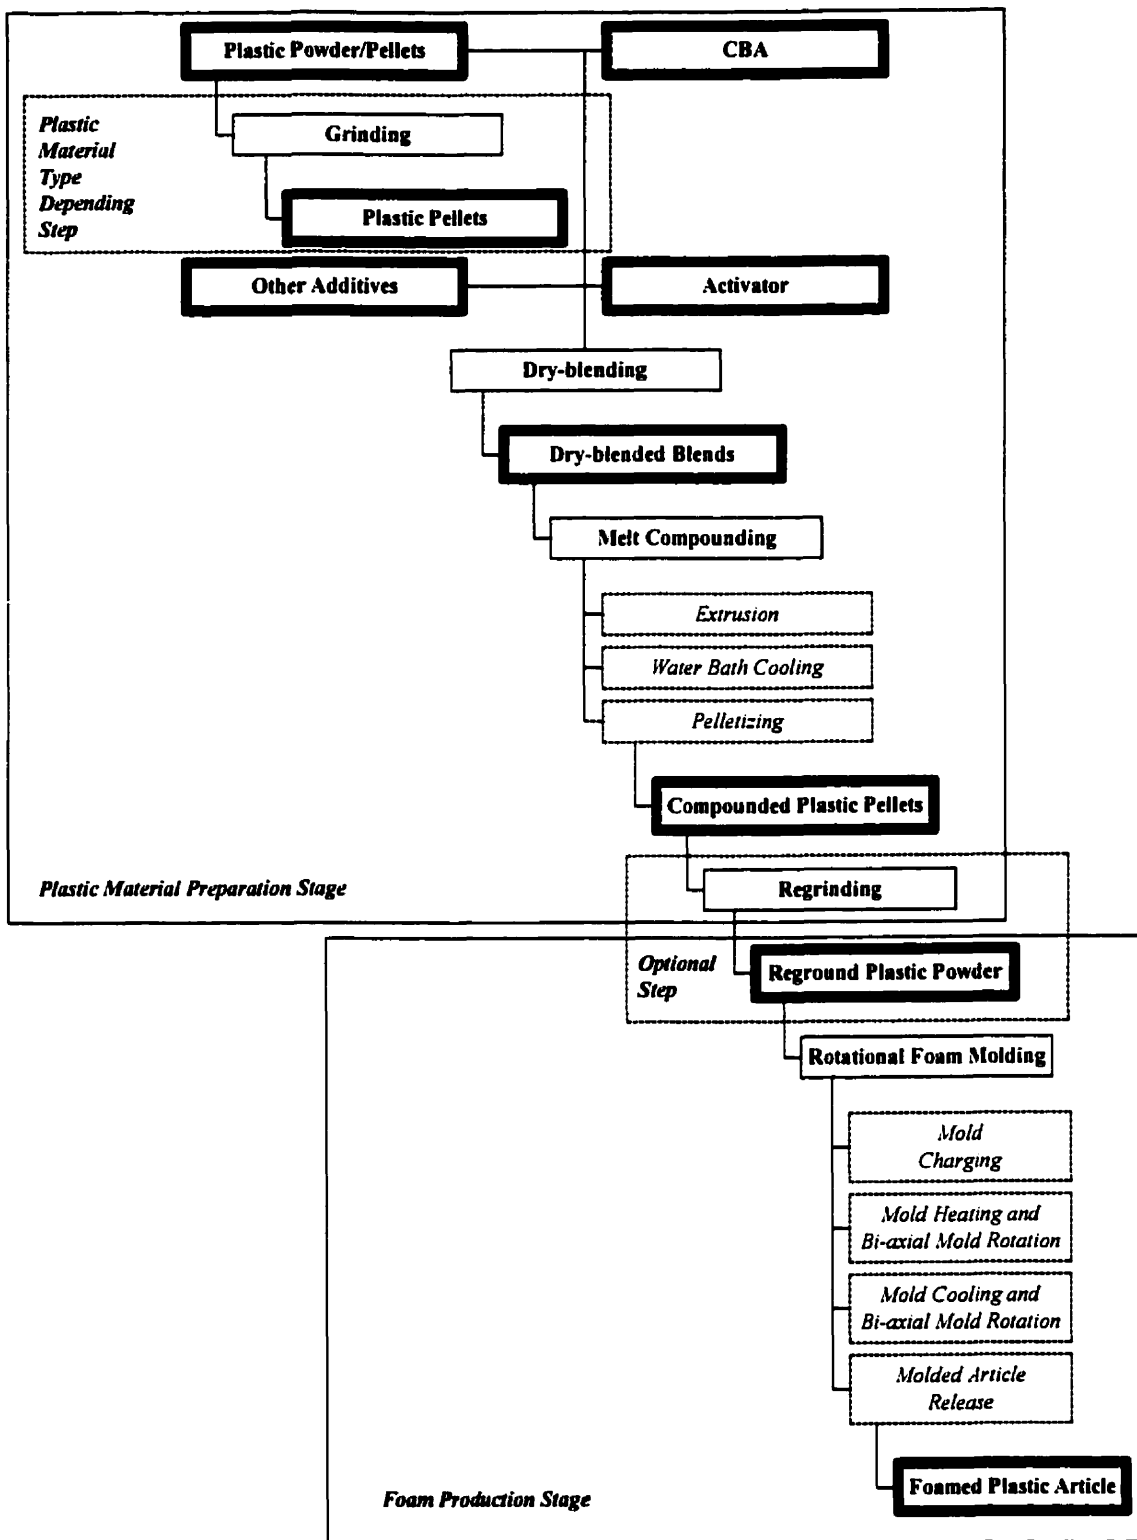 Plastic Powder/Pellets
CBA
Plastic
Material
Type
Depending
Step
Grinding
Plastic Pellets
Other Additives
Activator
Dry-blending
Dry-blended Blends
Melt Compounding
Extrusion
Water Bath Cooling
Pelletizing
Compounded Plastic Pellets
Plastic Material Preparation Stage
Regrinding
Optional
Step
Reground Plastic Powder
Rotational Foam Molding
Mold
Charging
Mold Heating and
Bi-axial Mold Rotation
Mold Cooling and
Bi-axial Mold Rotation
Molded Article
Release
Foamed Plastic Article
Foam Production Stage